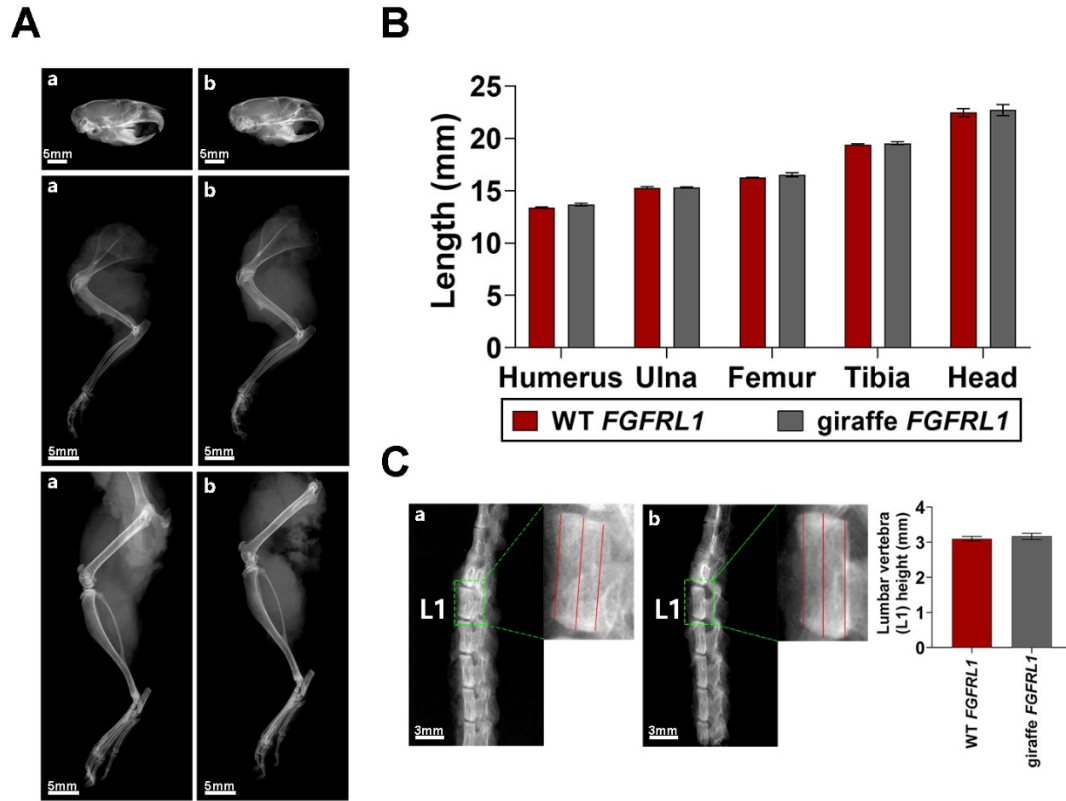 A
a
b
5mm
5mm
a
b
5mm
5mm
a
b
5mm
5mm
B
Length (mm)
25
20
15
10
5
0
Humerus Ulna Femur Tibia Head
WT FGFRL1 giraffe FGFRL1
C
a
L1
3mm
b
L1
3mm
Lumbar vertebra
(L1) height (mm)
4
3
2
1
0
WT FGFRL1
giraffe FGFRL1